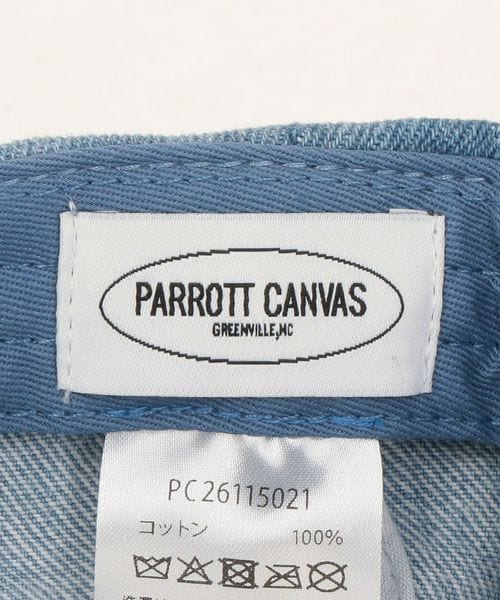 PARROTT CANVAS
GREENVILLE,NC
PC26115021
コットン 100%